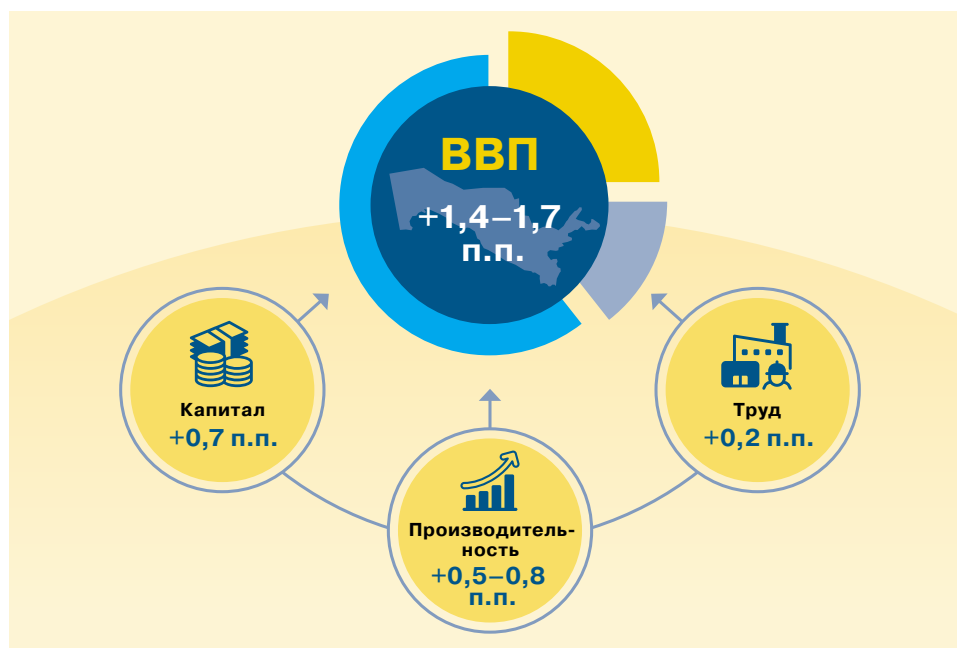 ВВП
+1,4–1,7
п.п.
Капитал
+0,7 п.п.
Труд
+0,2 п.п.
Производитель-
ность
+0,5–0,8
п.п.